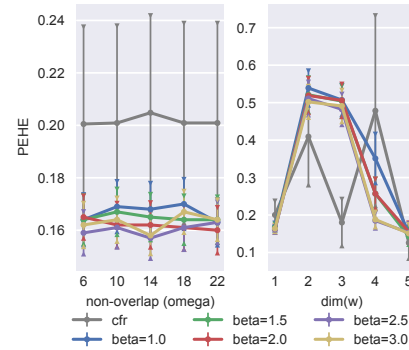 PEHE
0.24
0.22
0.20
0.18
0.16
6 10 14 18 22
non-overlap (omega)
0.7
0.6
0.5
0.4
0.3
0.2
0.1
1 2 3 4 5
dim(w)
cfr beta=1.5 beta=2.5
beta=1.0 beta=2.0 beta=3.0